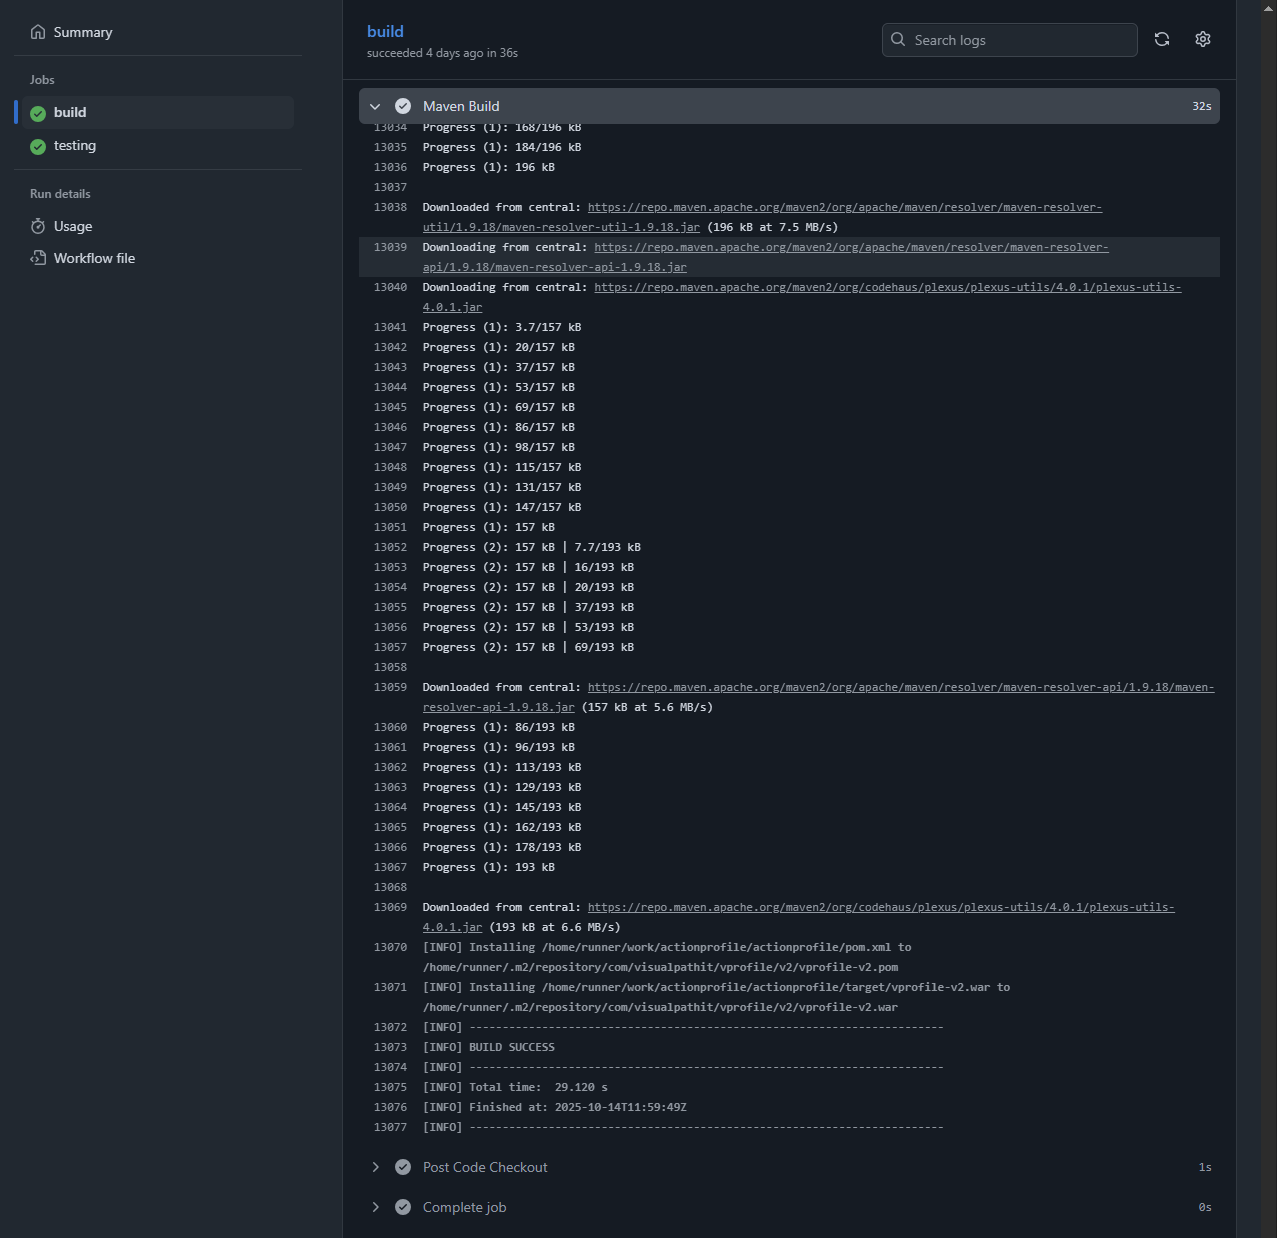 Summary
Jobs
build
testing
Run details
Usage
Workflow file
build
succeeded 4 days ago in 36s
Search logs
Maven Build 32s
13034 Progress (1): 168/196 kB
13035 Progress (1): 184/196 kB
13036 Progress (1): 196 kB
13037
13038 Downloaded from central: https://repo.maven.apache.org/maven2/org/apache/maven/resolver/maven-resolver-
util/1.9.18/maven-resolver-util-1.9.18.jar (196 kB at 7.5 MB/s)
13039 Downloading from central: https://repo.maven.apache.org/maven2/org/apache/maven/resolver/maven-resolver-
api/1.9.18/maven-resolver-api-1.9.18.jar
13040 Downloading from central: https://repo.maven.apache.org/maven2/org/codehaus/plexus/plexus-utils/4.0.1/plexus-utils-
4.0.1.jar
13041 Progress (1): 3.7/157 kB
13042 Progress (1): 20/157 kB
13043 Progress (1): 37/157 kB
13044 Progress (1): 53/157 kB
13045 Progress (1): 69/157 kB
13046 Progress (1): 86/157 kB
13047 Progress (1): 98/157 kB
13048 Progress (1): 115/157 kB
13049 Progress (1): 131/157 kB
13050 Progress (1): 147/157 kB
13051 Progress (1): 157 kB
13052 Progress (2): 157 kB | 7.7/193 kB
13053 Progress (2): 157 kB | 16/193 kB
13054 Progress (2): 157 kB | 20/193 kB
13055 Progress (2): 157 kB | 37/193 kB
13056 Progress (2): 157 kB | 53/193 kB
13057 Progress (2): 157 kB | 69/193 kB
13058
13059 Downloaded from central: https://repo.maven.apache.org/maven2/org/apache/maven/resolver/maven-resolver-api/1.9.18/maven-
resolver-api-1.9.18.jar (157 kB at 5.6 MB/s)
13060 Progress (1): 86/193 kB
13061 Progress (1): 96/193 kB
13062 Progress (1): 113/193 kB
13063 Progress (1): 129/193 kB
13064 Progress (1): 145/193 kB
13065 Progress (1): 162/193 kB
13066 Progress (1): 178/193 kB
13067 Progress (1): 193 kB
13068
13069 Downloaded from central: https://repo.maven.apache.org/maven2/org/codehaus/plexus/plexus-utils/4.0.1/plexus-utils-
4.0.1.jar (193 kB at 6.6 MB/s)
13070 [INFO] Installing /home/runner/work/actionprofile/actionprofile/pom.xml to
/home/runner/.m2/repository/com/visualpathit/vprofile/v2/vprofile-v2.pom
13071 [INFO] Installing /home/runner/work/actionprofile/actionprofile/target/vprofile-v2.war to
/home/runner/.m2/repository/com/visualpathit/vprofile/v2/vprofile-v2.war
13072 [INFO] ------------------------------------------------------------------------
13073 [INFO] BUILD SUCCESS
13074 [INFO] ------------------------------------------------------------------------
13075 [INFO] Total time:  29.120 s
13076 [INFO] Finished at: 2025-10-14T11:59:49Z
13077 [INFO] ------------------------------------------------------------------------
Post Code Checkout 1s
Complete job 0s